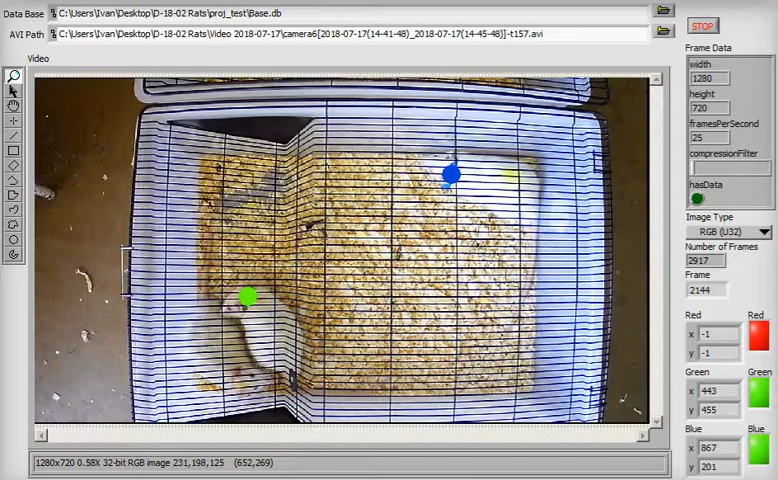 Data Base C:\Users\Ivan\Desktop\D-18-02 Rats\proj_test\Base.db
AVI Path C:\Users\Ivan\Desktop\D-18-02 Rats\Video 2018-07-17\camera6[2018-07-17(14-41-48)_2018-07-17(14-45-48)]-t157.avi
STOP
Video
Frame Data
width
1280
height
720
framesPerSecond
25
compressionFilter
hasData
Image Type
RGB (U32)
Number of Frames
2917
Frame
2144
Red Red
x -1
y -1
Green Green
x 443
y 455
Blue Blue
x 867
y 201
1280x720 0.58X 32-bit RGB image 231,198,125 (652,269)